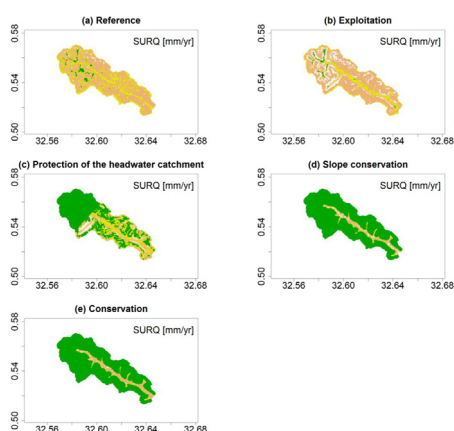 (a) Reference
SURQ [mm/yr]
0.58
0.54
0.50
32.56 32.60 32.64 32.68
(b) Exploitation
SURQ [mm/yr]
0.58
0.54
0.50
32.56 32.60 32.64 32.68
(c) Protection of the headwater catchment
SURQ [mm/yr]
0.58
0.54
0.50
32.56 32.60 32.64 32.68
(d) Slope conservation
SURQ [mm/yr]
0.58
0.54
0.50
32.56 32.60 32.64 32.68
(e) Conservation
SURQ [mm/yr]
0.58
0.54
0.50
32.56 32.60 32.64 32.68